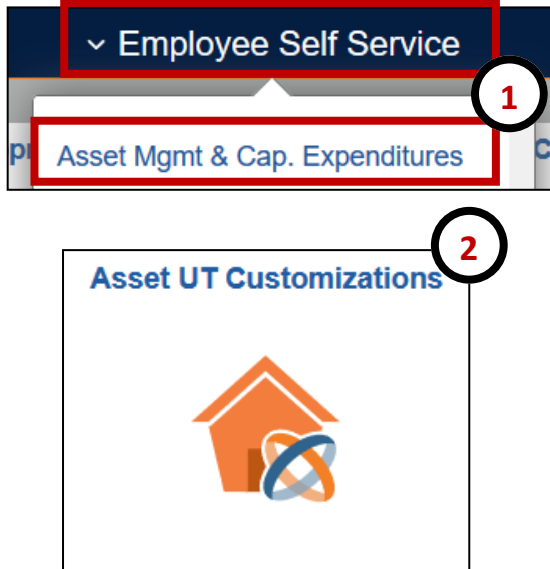 Employee Self Service
1
Asset Mgmt & Cap. Expenditures
2
Asset UT Customizations